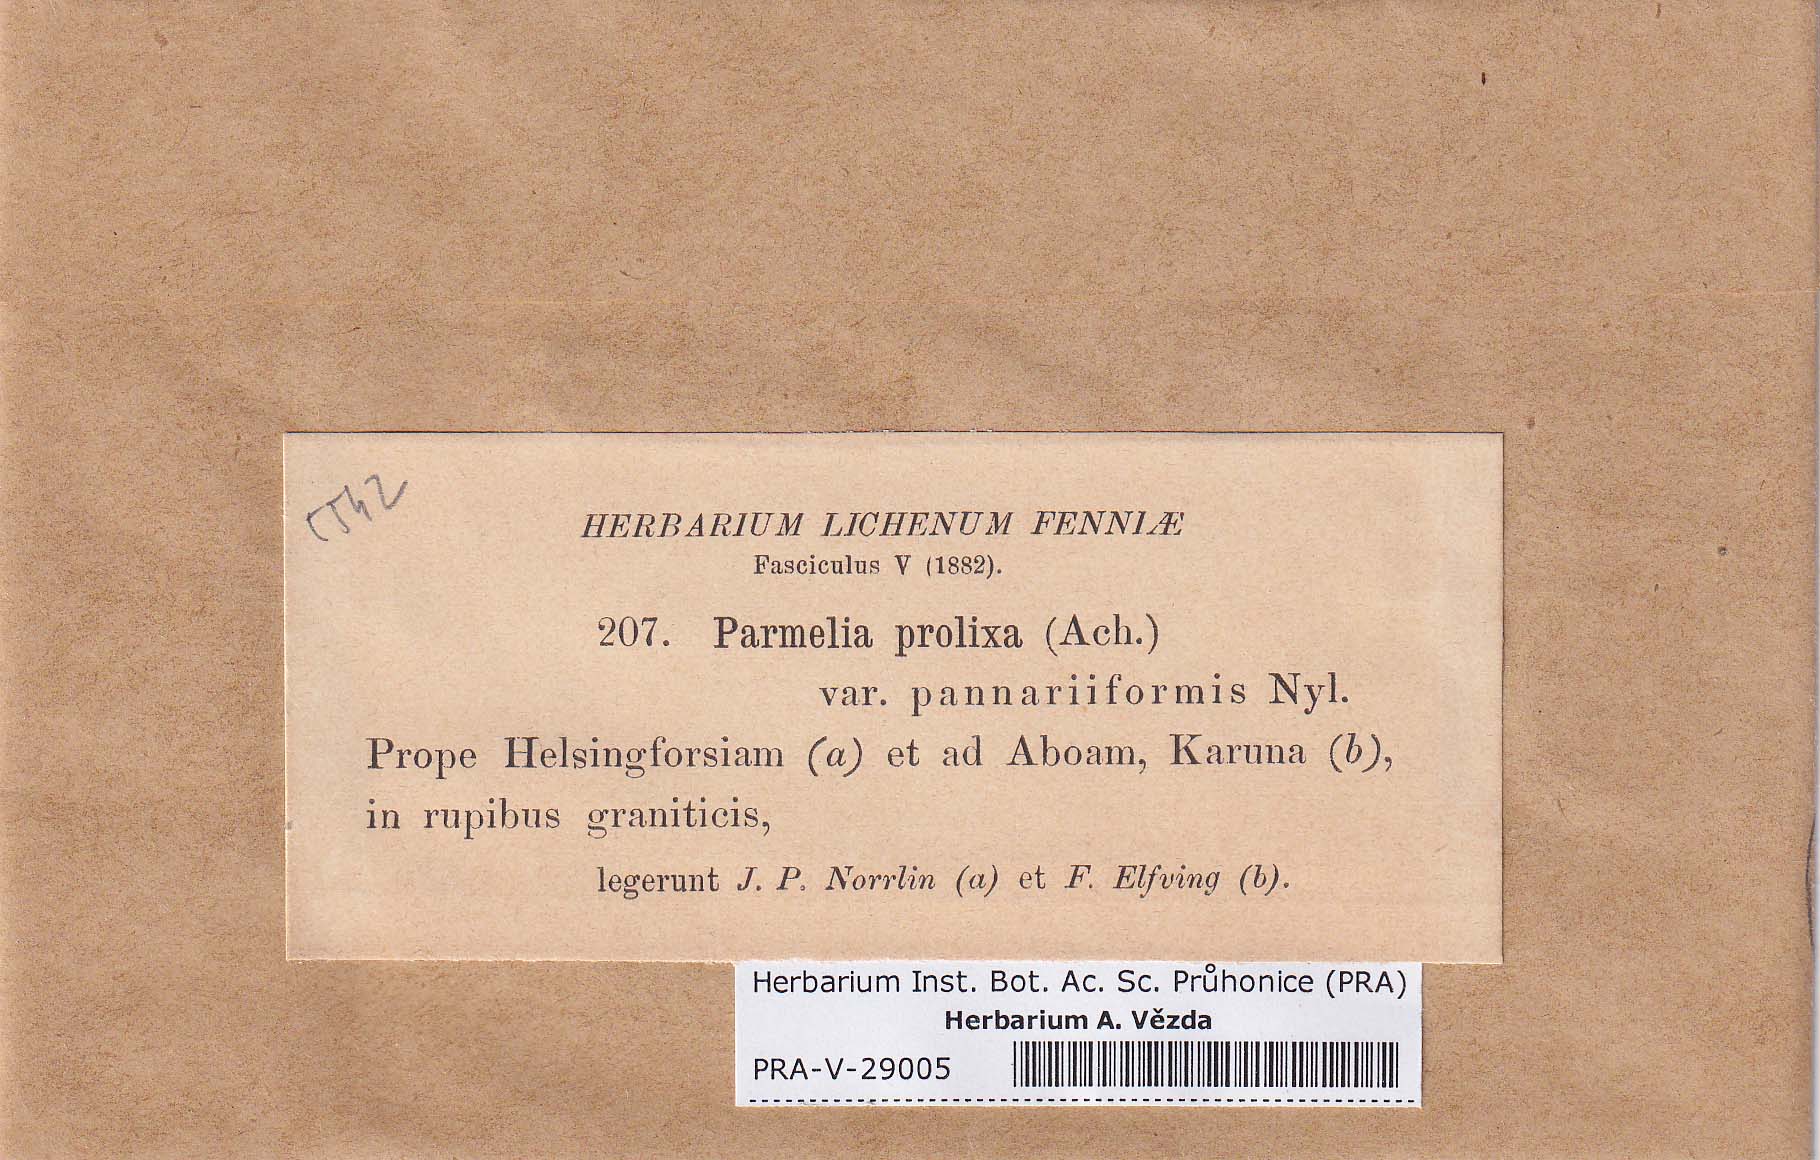 5542
HERBARIUM LICHENUM FENNIÆ
Fasciculus V (1882).
207. Parmelia prolixa (Ach.)
var. pannariiformis Nyl.
Prope Helsingforsiam (a) et ad Aboam, Karuna (b),
in rupibus graniticis,
legerunt J. P. Norrlin (a) et F. Elfving (b).
Herbarium Inst. Bot. Ac. Sc. Průhonice (PRA)
Herbarium A. Vězda
PRA-V-29005